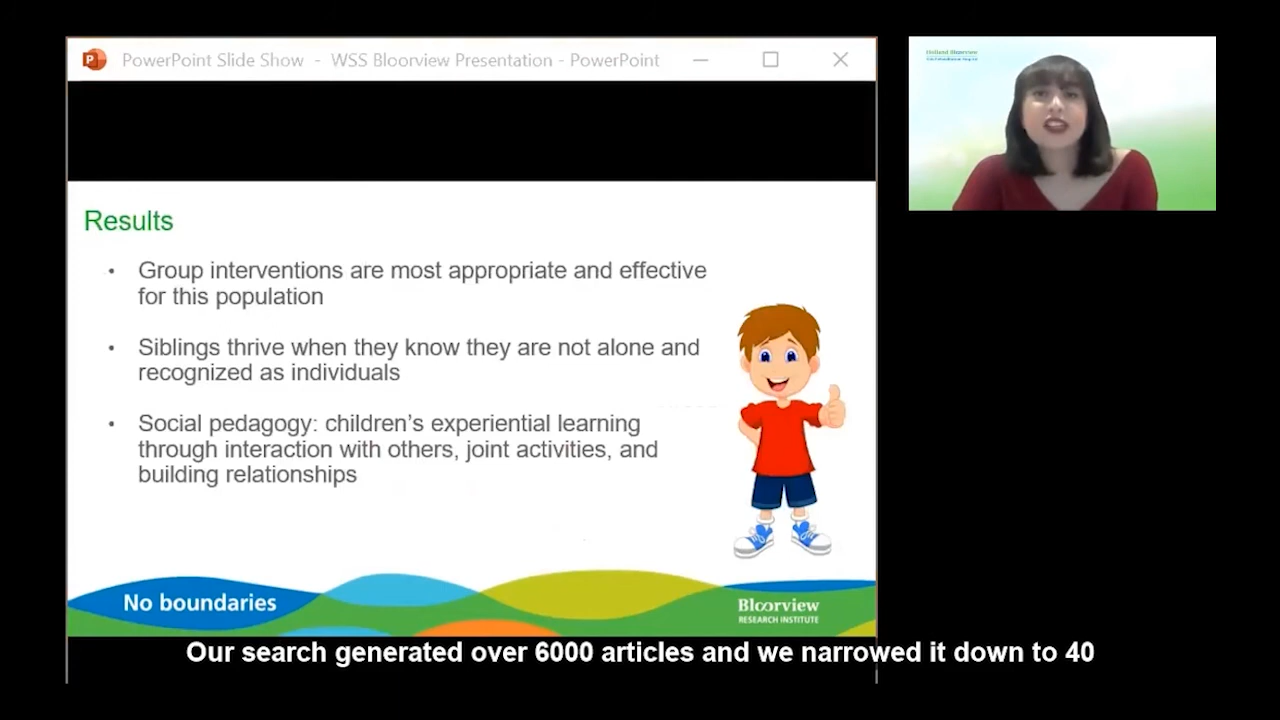 PowerPoint Slide Show - WSS Bloorview Presentation - PowerPoint
Holland Bloorview
Results
• Group interventions are most appropriate and effective
for this population
• Siblings thrive when they know they are not alone and
recognized as individuals
• Social pedagogy: children’s experiential learning
through interaction with others, joint activities, and
building relationships
No boundaries
Bloorview
RESEARCH INSTITUTE
Our search generated over 6000 articles and we narrowed it down to 40